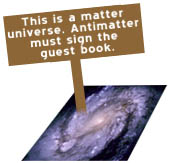 This is a matter
universe. Antimatter
must sign the
guest book.